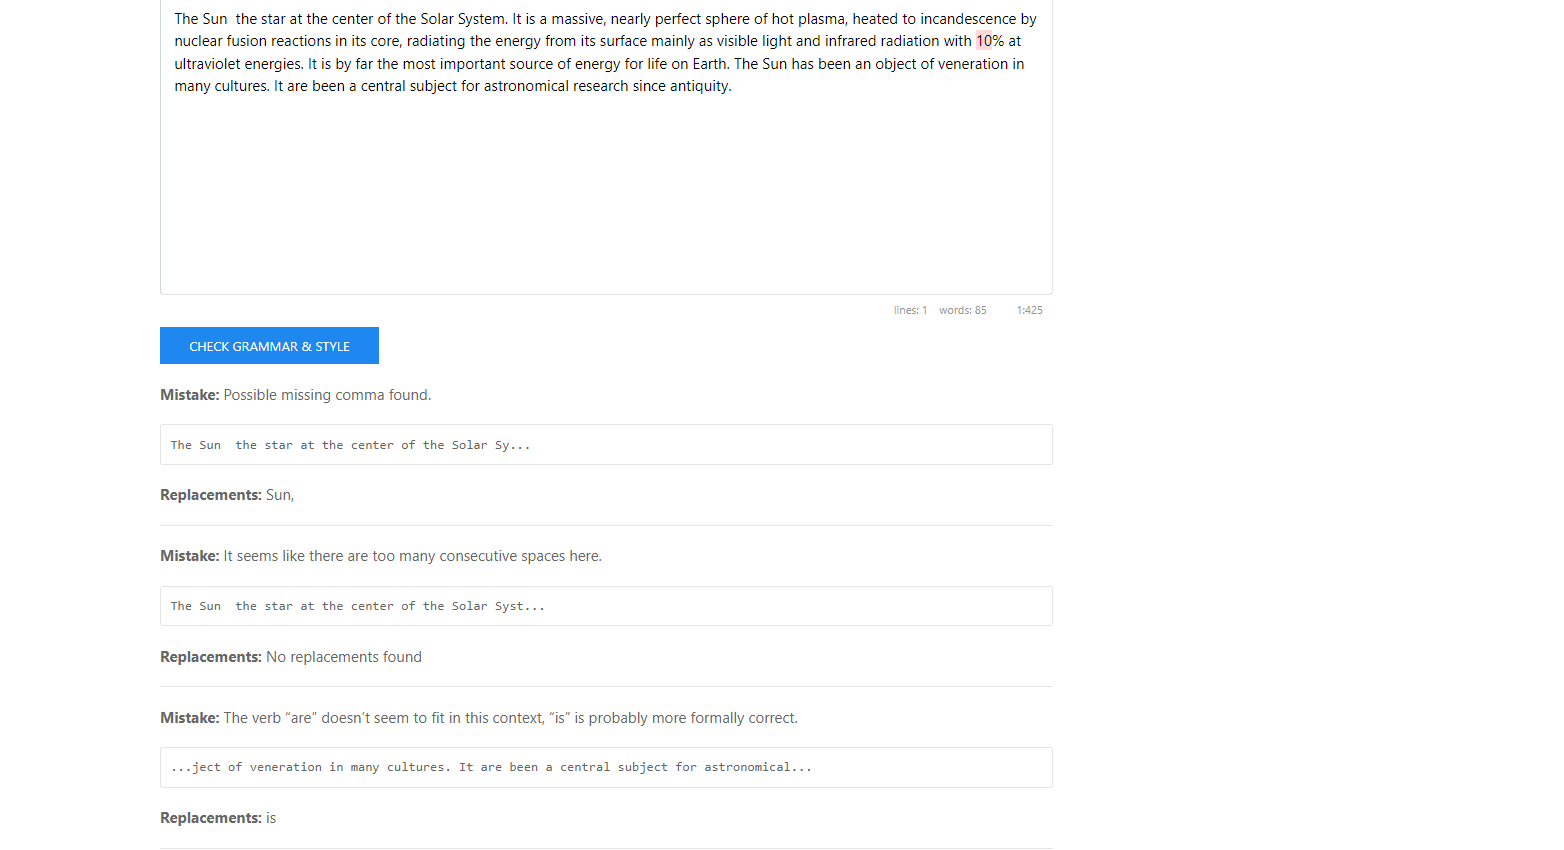 The Sun  the star at the center of the Solar System. It is a massive, nearly perfect sphere of hot plasma, heated to incandescence by
nuclear fusion reactions in its core, radiating the energy from its surface mainly as visible light and infrared radiation with 10% at
ultraviolet energies. It is by far the most important source of energy for life on Earth. The Sun has been an object of veneration in
many cultures. It are been a central subject for astronomical research since antiquity.
lines: 1 words: 85 1:425
CHECK GRAMMAR & STYLE
Mistake: Possible missing comma found.
The Sun  the star at the center of the Solar Sy...
Replacements: Sun,
Mistake: It seems like there are too many consecutive spaces here.
The Sun  the star at the center of the Solar Syst...
Replacements: No replacements found
Mistake: The verb “are” doesn’t seem to fit in this context, “is” is probably more formally correct.
...ject of veneration in many cultures. It are been a central subject for astronomical...
Replacements: is